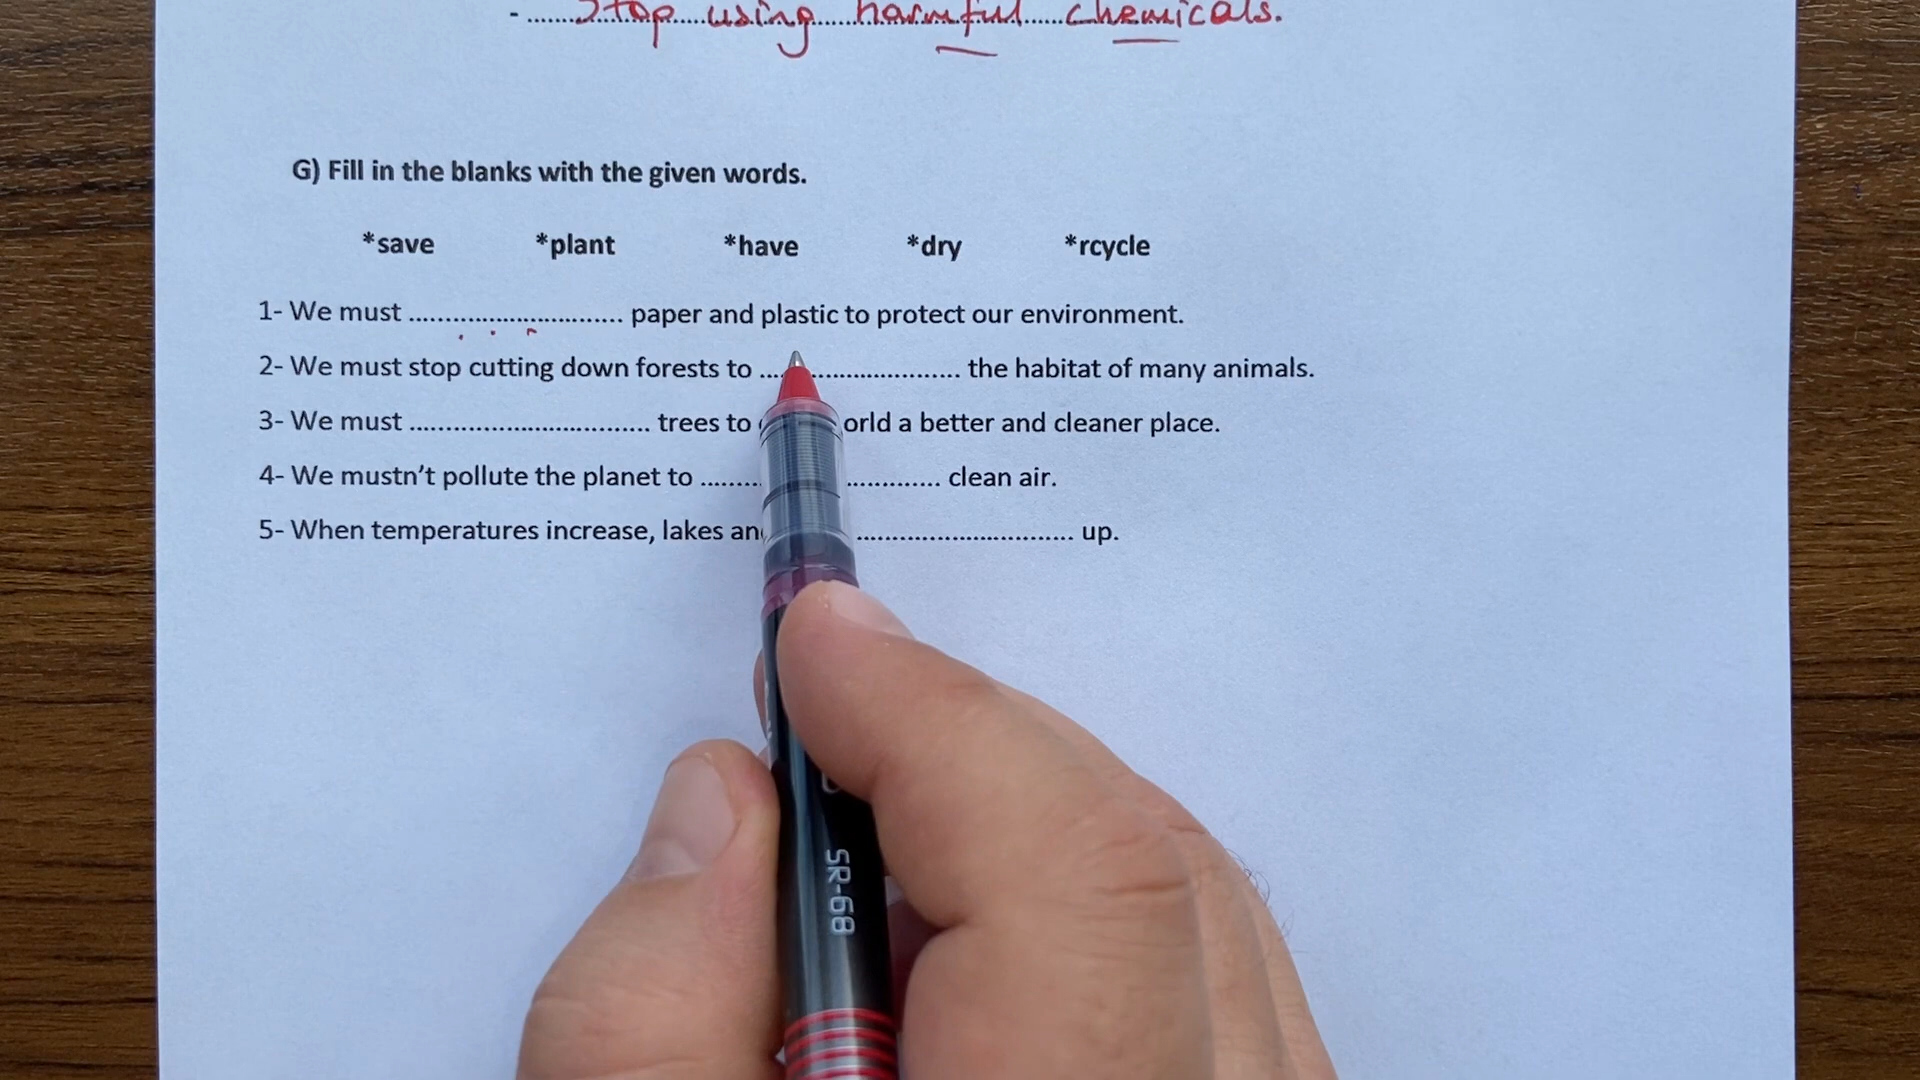 - ........Stop.....using......harmful......chemicals.
G) Fill in the blanks with the given words.
*save *plant *have *dry *rcycle
1- We must .............................. paper and plastic to protect our environment.
2- We must stop cutting down forests to ............................ the habitat of many animals.
3- We must ................................. trees to orld a better and cleaner place.
4- We mustn't pollute the planet to ..................... clean air.
5- When temperatures increase, lakes an .............................. up.
SR-68